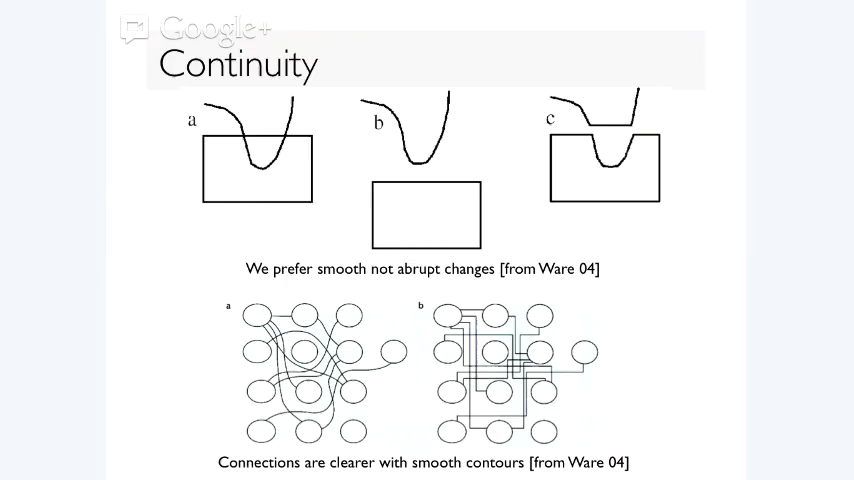 Google+
Continuity
a
b
c
We prefer smooth not abrupt changes [from Ware 04]
a
b
Connections are clearer with smooth contours [from Ware 04]